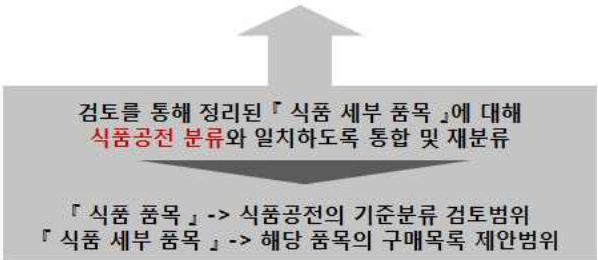 검토를 통해 정리된 『 식품 세부 품목 』에 대해
식품공전 분류와 일치하도록 통합 및 재분류
『 식품 품목 』 -> 식품공전의 기준분류 검토범위
『 식품 세부 품목 』 -> 해당 품목의 구매목록 제안범위